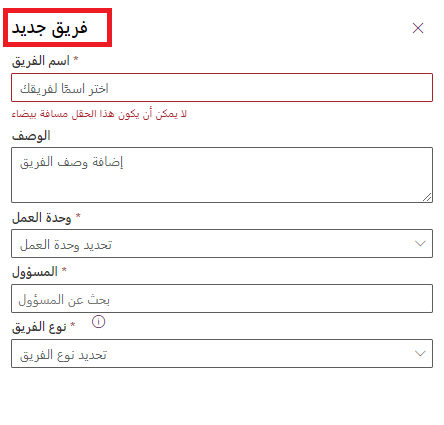 فريق جديد
اسم الفريق *
اختر اسمًا لفريقك
لا يمكن أن يكون هذا الحقل مسافة بيضاء
الوصف
إضافة وصف الفريق
وحدة العمل *
تحديد وحدة العمل
المسؤول *
بحث عن المسؤول
نوع الفريق *
تحديد نوع الفريق